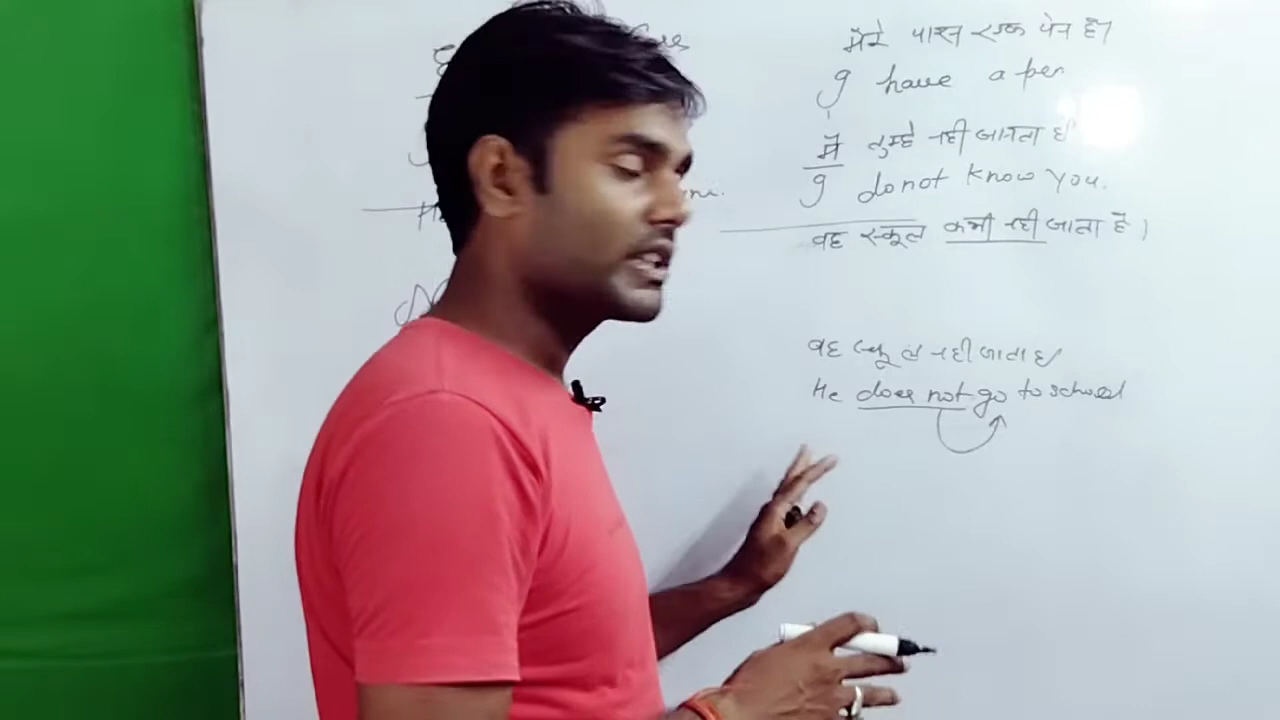 मेरे पास एक पेन है।
I have a pen
मैं तुम्हे नही जानता हूँ
I do not know you.
वह स्कूल कभी नही जाता है।
वह स्कूल नही जाता है
He does not go to school